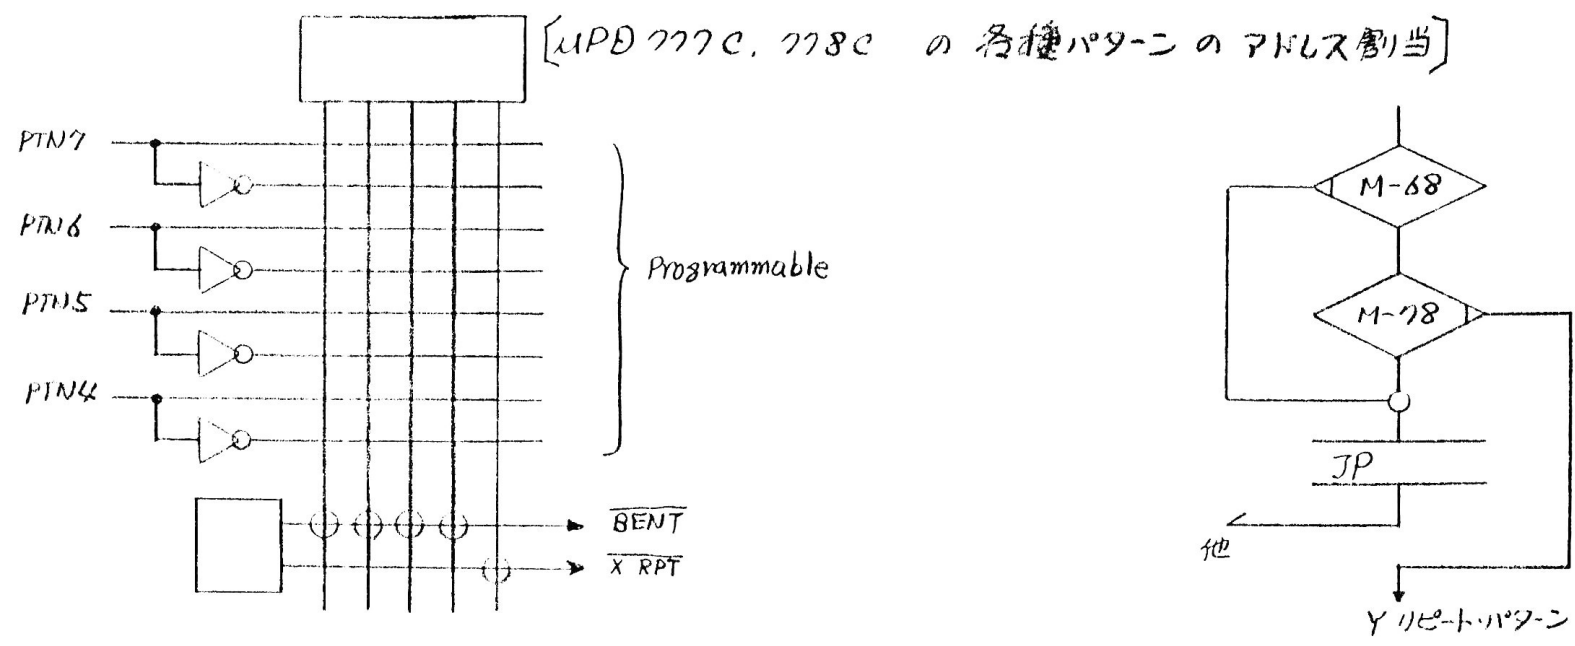 [μPD777C, 778C の 各種パターン の アドレス割当]
PTN7
PTN6
PTN5
PTN4
Programmable
BENT
X RPT
M-68
M-78
JP
他
Y リピート・パターン